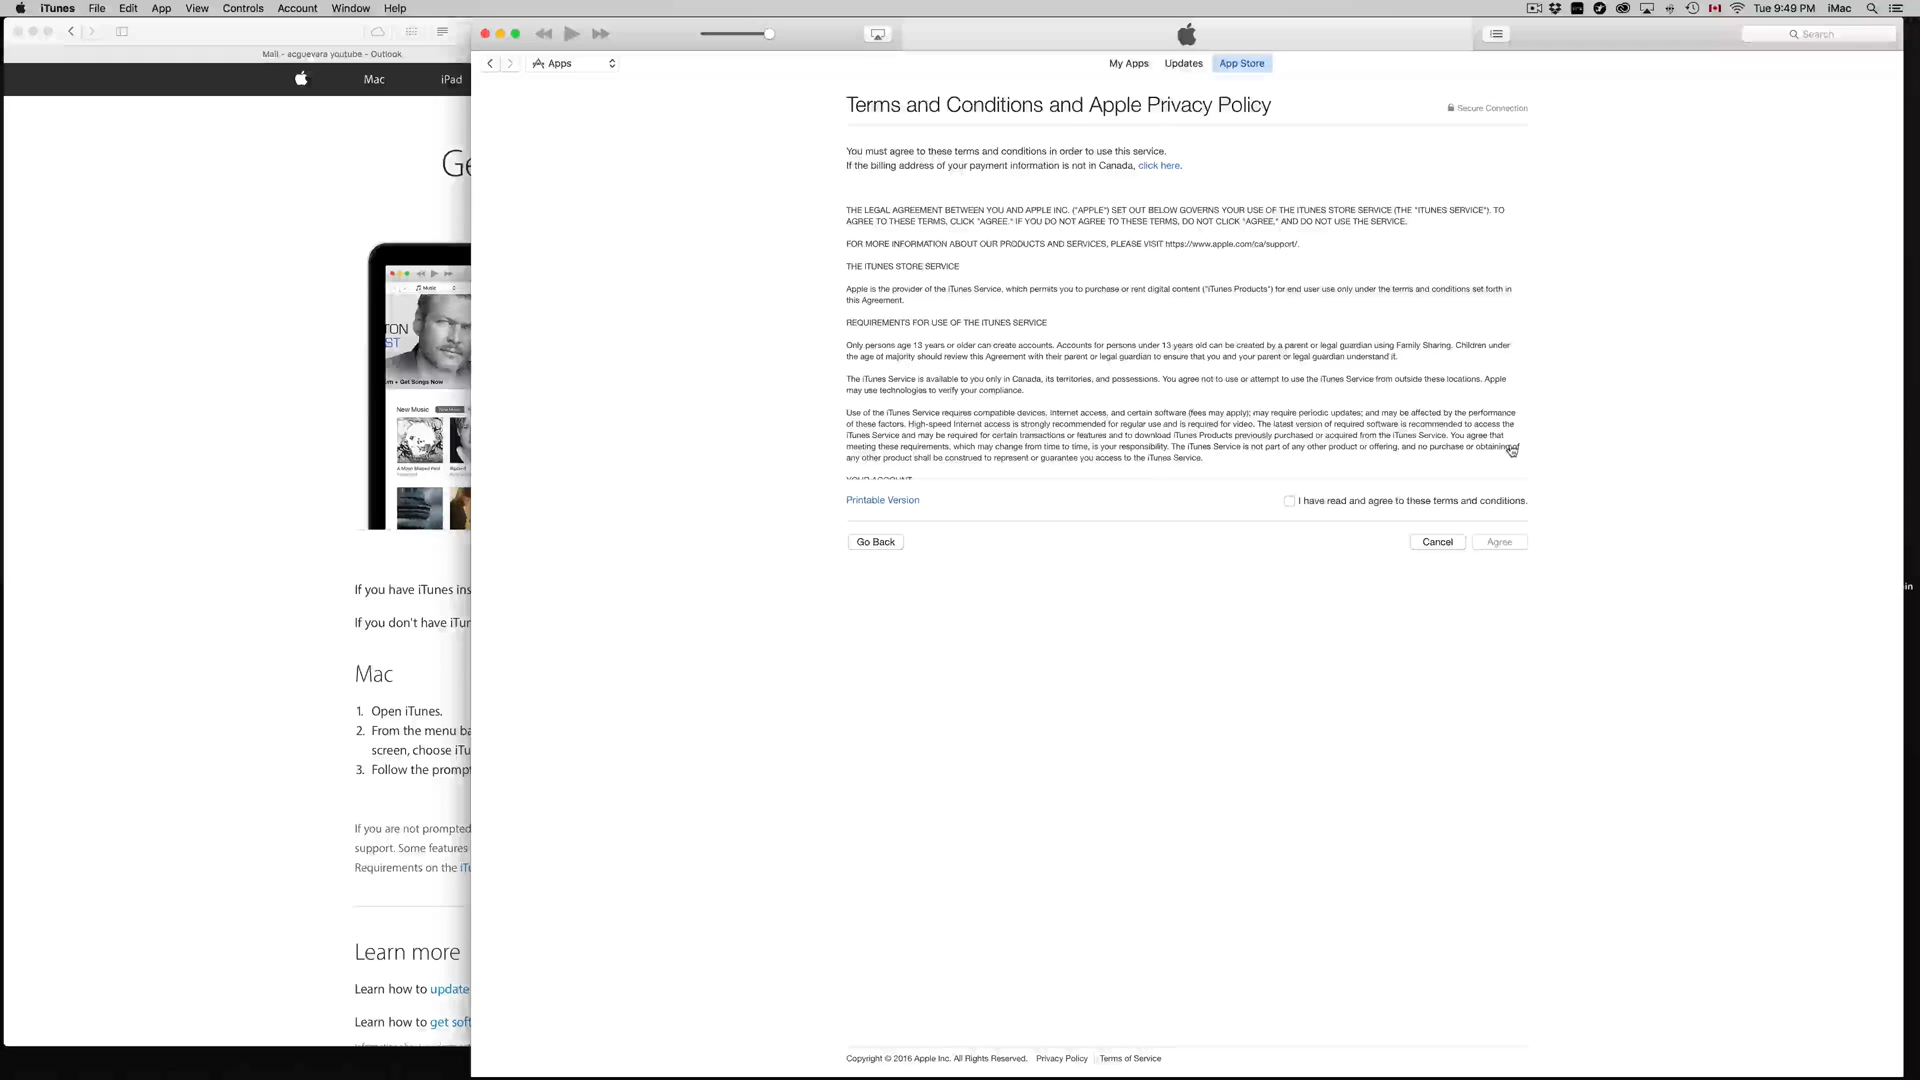 iTunes File Edit View App View Controls Account Window Help
Tue 9:49 PM iMac
Mail - acguevara youtube - Outlook
Mac iPad
Ge
TON
ST
Music
rn + Get Songs Now
New Music
A Moon Shaped Pool
Radiohead
If you have iTunes ins
If you don't have iTun
Mac
1. Open iTunes.
2. From the menu ba
screen, choose iTu
3. Follow the prompt
If you are not prompted
support. Some features
Requirements on the iTu
Learn more
Learn how to update
Learn how to get soft
Search
Apps
My Apps Updates App Store
Terms and Conditions and Apple Privacy Policy
Secure Connection
You must agree to these terms and conditions in order to use this service.
If the billing address of your payment information is not in Canada, click here.
THE LEGAL AGREEMENT BETWEEN YOU AND APPLE INC. ("APPLE") SET OUT BELOW GOVERNS YOUR USE OF THE ITUNES STORE SERVICE (THE "ITUNES SERVICE"). TO
AGREE TO THESE TERMS, CLICK "AGREE." IF YOU DO NOT AGREE TO THESE TERMS, DO NOT CLICK "AGREE," AND DO NOT USE THE SERVICE.
FOR MORE INFORMATION ABOUT OUR PRODUCTS AND SERVICES, PLEASE VISIT https://www.apple.com/ca/support/.
THE ITUNES STORE SERVICE
Apple is the provider of the iTunes Service, which permits you to purchase or rent digital content ("iTunes Products") for end user use only under the terms and conditions set forth in
this Agreement.
REQUIREMENTS FOR USE OF THE ITUNES SERVICE
Only persons age 13 years or older can create accounts. Accounts for persons under 13 years old can be created by a parent or legal guardian using Family Sharing. Children under
the age of majority should review this Agreement with their parent or legal guardian to ensure that you and your parent or legal guardian understand it.
The iTunes Service is available to you only in Canada, its territories, and possessions. You agree not to use or attempt to use the iTunes Service from outside these locations. Apple
may use technologies to verify your compliance.
Use of the iTunes Service requires compatible devices, Internet access, and certain software (fees may apply); may require periodic updates; and may be affected by the performance
of these factors. High-speed Internet access is strongly recommended for regular use and is required for video. The latest version of required software is recommended to access the
iTunes Service and may be required for certain transactions or features and to download iTunes Products previously purchased or acquired from the iTunes Service. You agree that
meeting these requirements, which may change from time to time, is your responsibility. The iTunes Service is not part of any other product or offering, and no purchase or obtaining of
any other product shall be construed to represent or guarantee you access to the iTunes Service.
YOUR ACCOUNT
Printable Version
I have read and agree to these terms and conditions.
Go Back Cancel Agree
in
Copyright © 2016 Apple Inc. All Rights Reserved. Privacy Policy Terms of Service